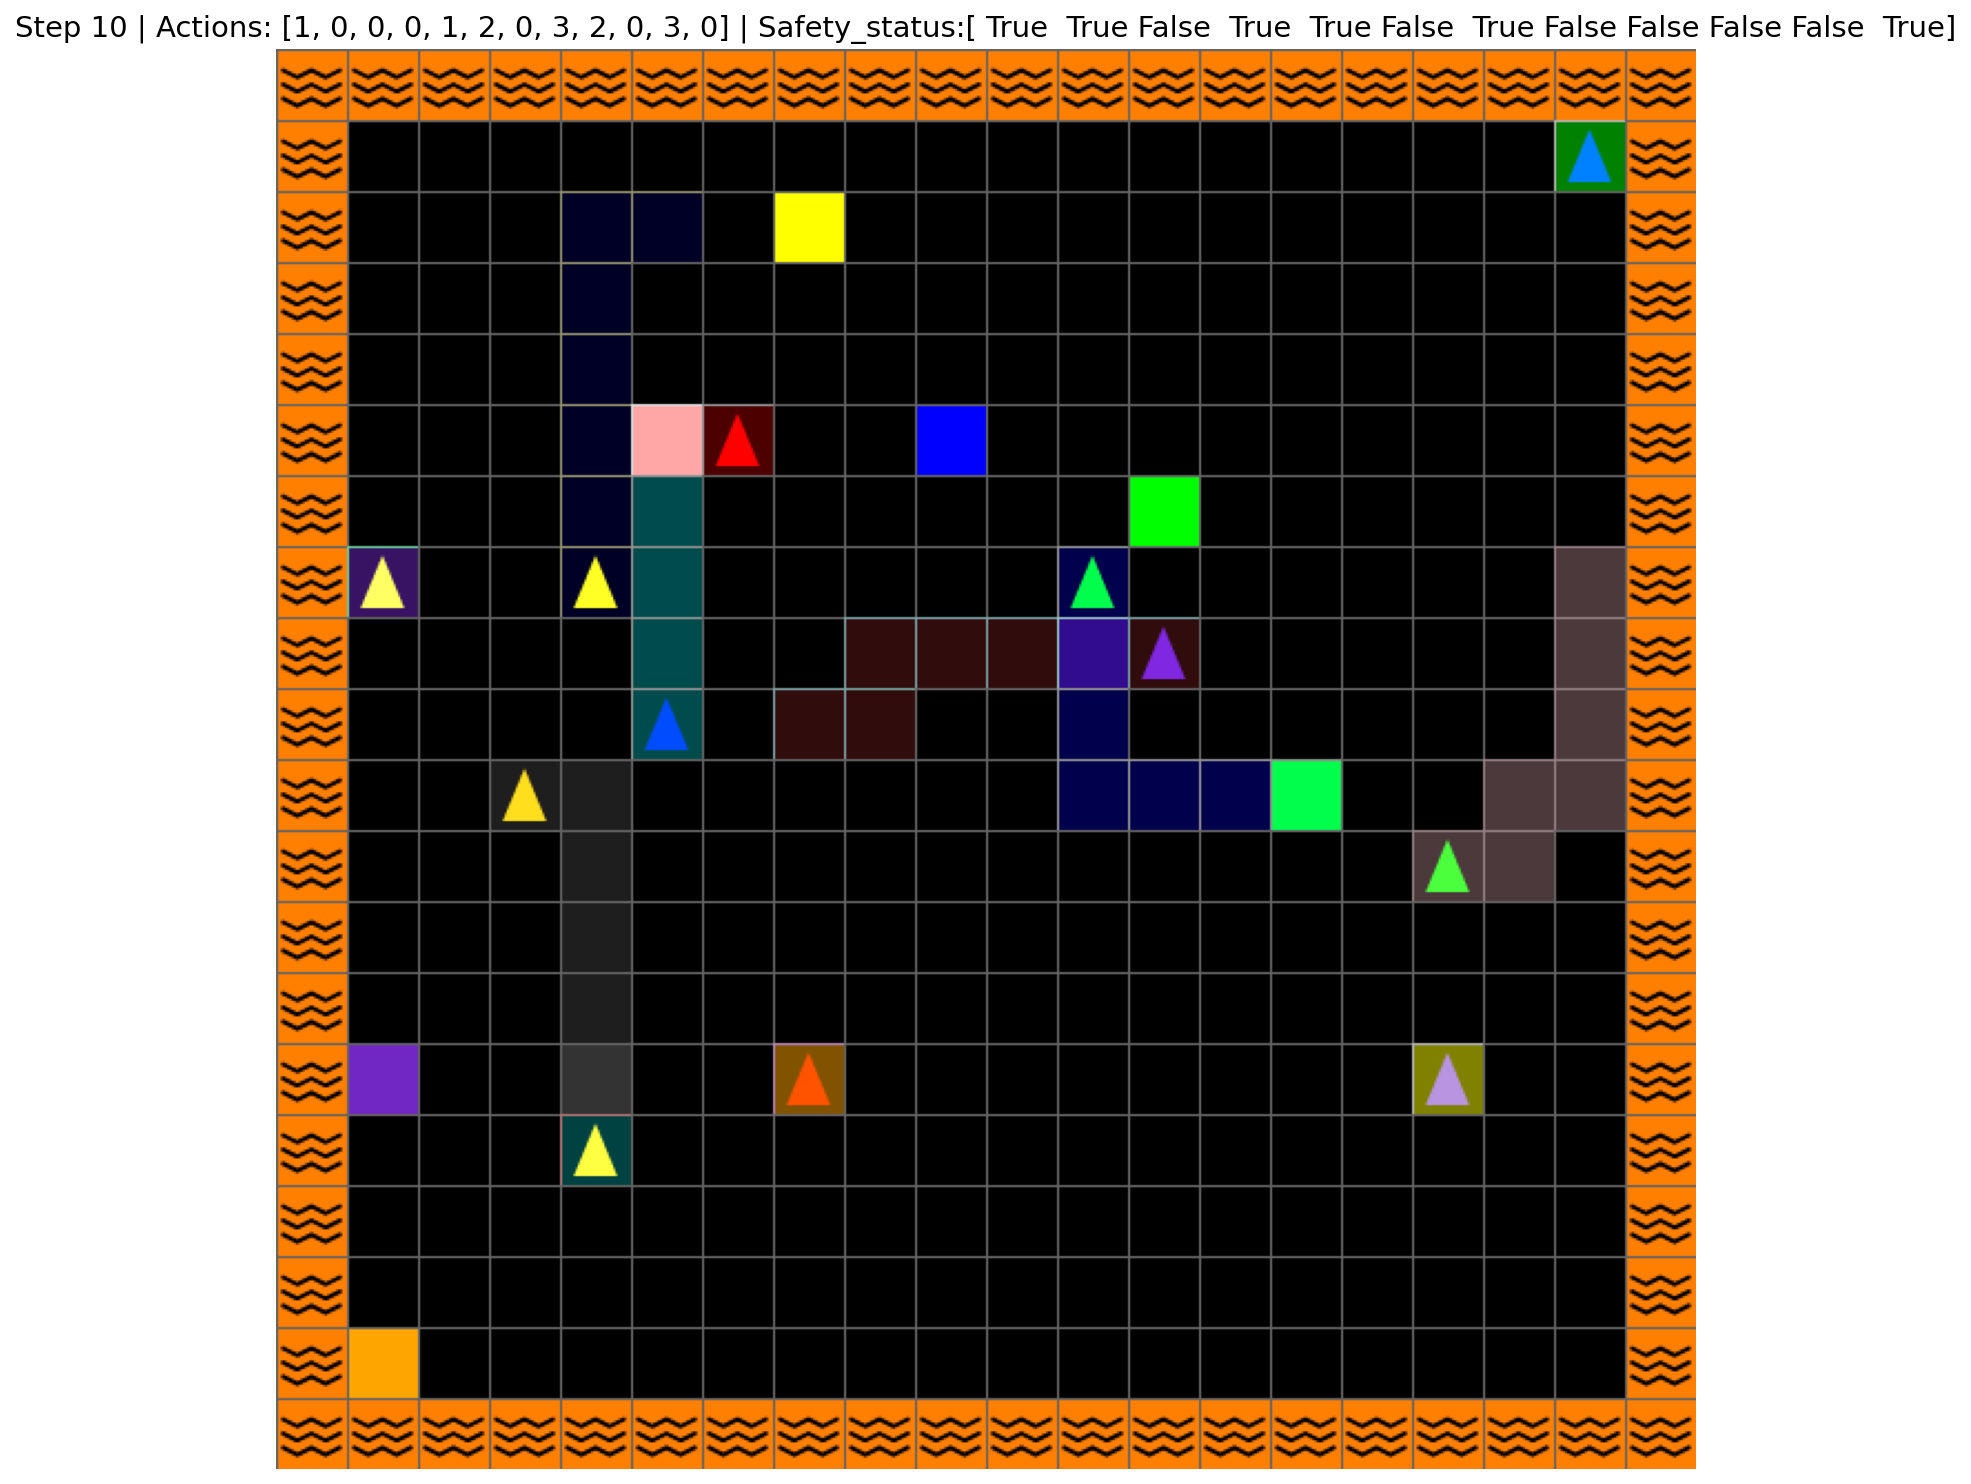 Step 10 | Actions: [1, 0, 0, 0, 1, 2, 0, 3, 2, 0, 3, 0] | Safety_status:[ True  True False  True  True False  True False False False False  True]